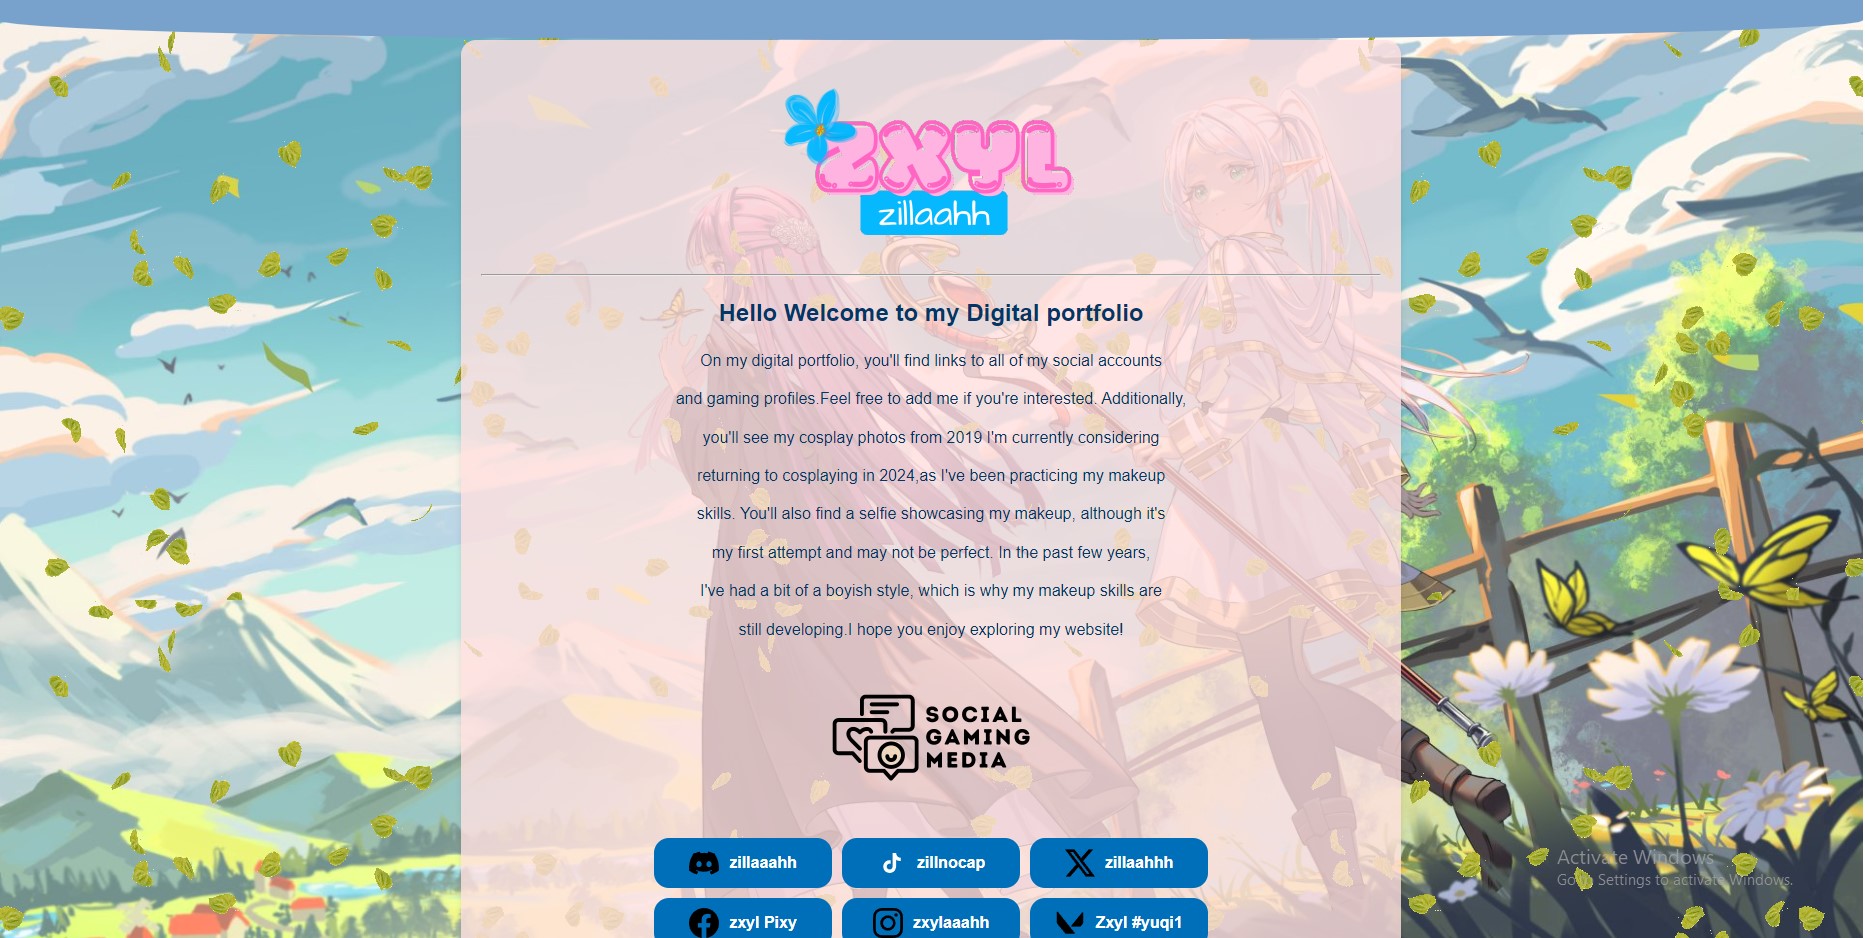 ZXYL
zillaahh
Hello Welcome to my Digital portfolio
On my digital portfolio, you'll find links to all of my social accounts
and gaming profiles.Feel free to add me if you're interested. Additionally,
you'll see my cosplay photos from 2019 I'm currently considering
returning to cosplaying in 2024,as I've been practicing my makeup
skills. You'll also find a selfie showcasing my makeup, although it's
my first attempt and may not be perfect. In the past few years,
I've had a bit of a boyish style, which is why my makeup skills are
still developing.I hope you enjoy exploring my website!
SOCIAL
GAMING
MEDIA
zillaaahh
zillnocap
zillaahhh
zxyl Pixy
zxylaaahh
Zxyl #yuqi1
Activate Windows
Go to Settings to activate Windows.